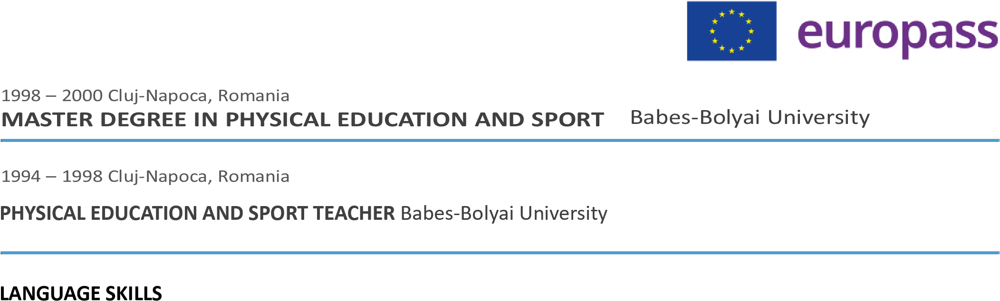 europass
1998 – 2000 Cluj-Napoca, Romania
MASTER DEGREE IN PHYSICAL EDUCATION AND SPORT Babes-Bolyai University
1994 – 1998 Cluj-Napoca, Romania
PHYSICAL EDUCATION AND SPORT TEACHER Babes-Bolyai University
LANGUAGE SKILLS